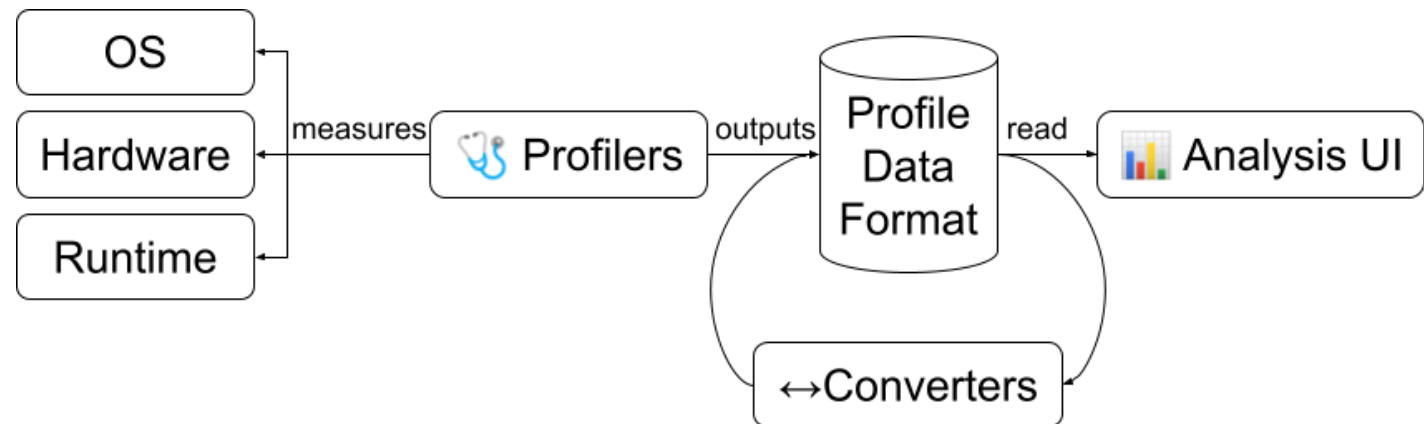 OS
Hardware
Runtime
measures
🩺 Profilers
outputs
Profile
Data
Format
read
📊 Analysis UI
↔Converters